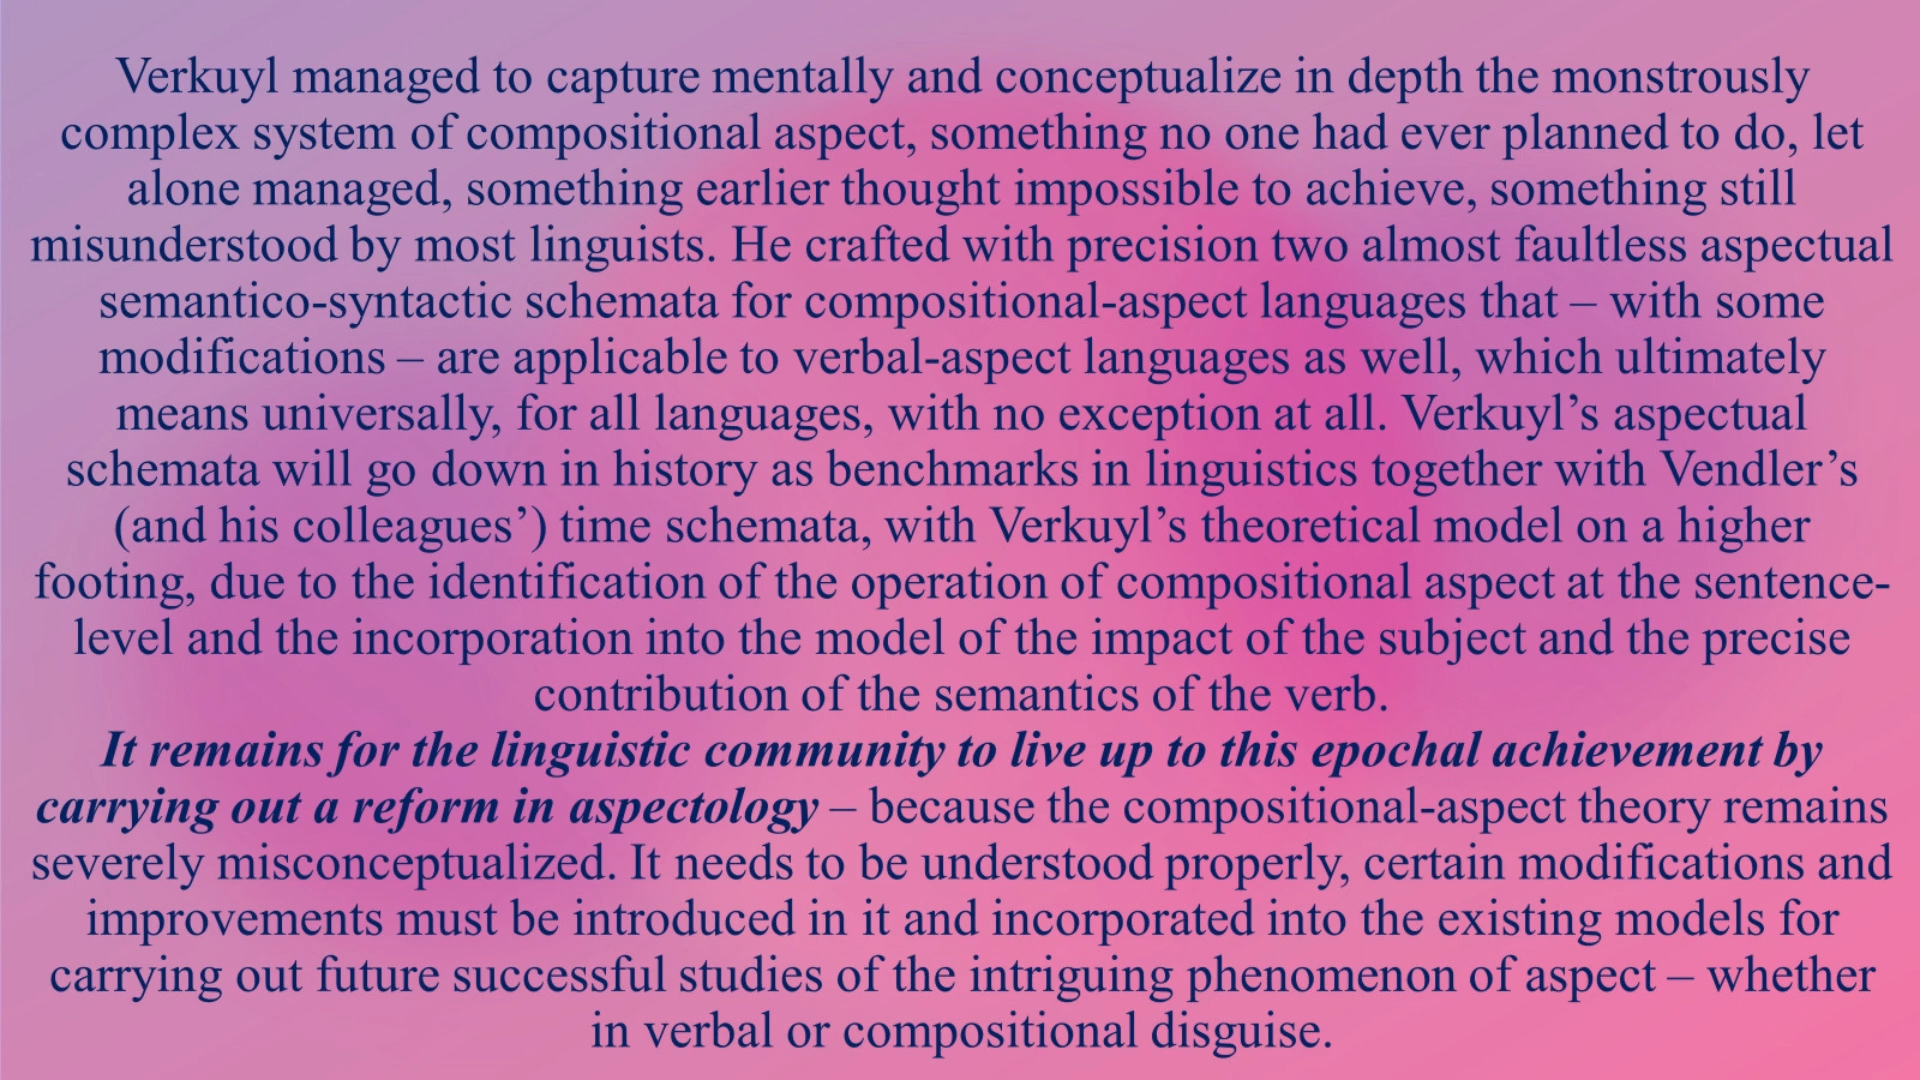 Verkuyl managed to capture mentally and conceptualize in depth the monstrously
complex system of compositional aspect, something no one had ever planned to do, let
alone managed, something earlier thought impossible to achieve, something still
misunderstood by most linguists. He crafted with precision two almost faultless aspectual
semantico-syntactic schemata for compositional-aspect languages that – with some
modifications – are applicable to verbal-aspect languages as well, which ultimately
means universally, for all languages, with no exception at all. Verkuyl’s aspectual
schemata will go down in history as benchmarks in linguistics together with Vendler’s
(and his colleagues’) time schemata, with Verkuyl’s theoretical model on a higher
footing, due to the identification of the operation of compositional aspect at the sentence-
level and the incorporation into the model of the impact of the subject and the precise
contribution of the semantics of the verb.
It remains for the linguistic community to live up to this epochal achievement by
carrying out a reform in aspectology – because the compositional-aspect theory remains
severely misconceptualized. It needs to be understood properly, certain modifications and
improvements must be introduced in it and incorporated into the existing models for
carrying out future successful studies of the intriguing phenomenon of aspect – whether
in verbal or compositional disguise.